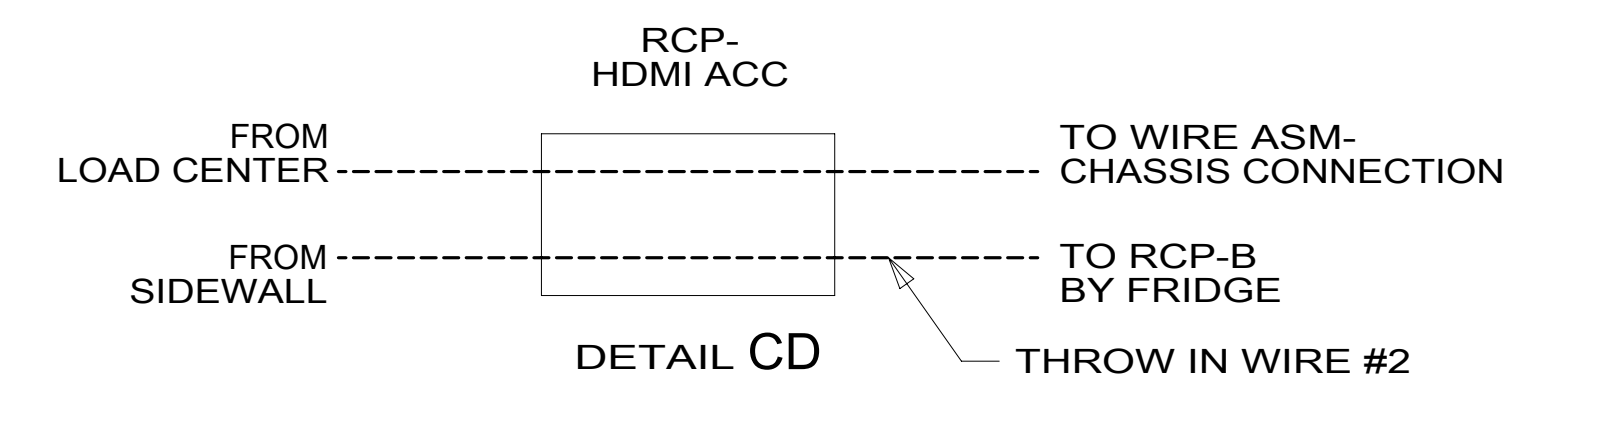 RCP-
HDMI ACC
FROM
LOAD CENTER
TO WIRE ASM-
CHASSIS CONNECTION
FROM
SIDEWALL
TO RCP-B
BY FRIDGE
DETAIL CD
THROW IN WIRE #2